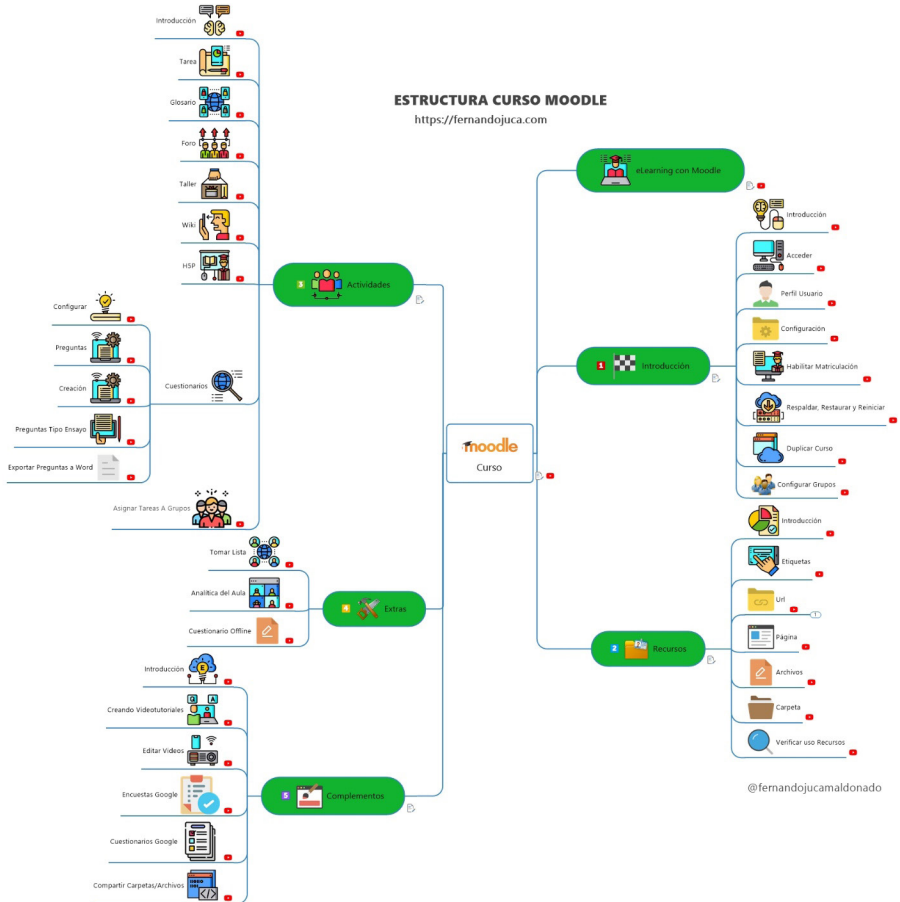 ESTRUCTURA CURSO MOODLE
https://fernandojuca.com
moodle
Curso
eLearning con Moodle
1 Introducción
Introducción
Acceder
Perfil Usuario
Configuración
Habilitar Matriculación
Respaldar, Restaurar y Reiniciar
Duplicar Curso
Configurar Grupos
2 Recursos
Introducción
Etiquetas
Url
1
Página
Archivos
Carpeta
Verificar uso Recursos
3 Actividades
Introducción
Tarea
Glosario
Foro
Taller
Wiki
H5P
Cuestionarios
Configurar
Preguntas
Creación
Preguntas Tipo Ensayo
Exportar Preguntas a Word
Asignar Tareas A Grupos
4 Extras
Tomar Lista
Analítica del Aula
Cuestionario Offline
5 Complementos
Introducción
Creando Videotutoriales
Editar Videos
Encuestas Google
Cuestionarios Google
Compartir Carpetas/Archivos
@fernandojucamaldonado